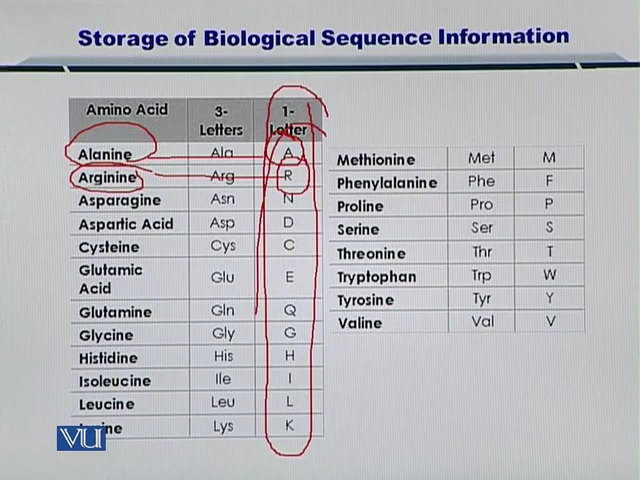 Storage of Biological Sequence Information
Amino Acid 3-Letters 1-Letter
Alanine Ala A
Arginine Arg R
Asparagine Asn N
Aspartic Acid Asp D
Cysteine Cys C
Glutamic Acid Glu E
Glutamine Gln Q
Glycine Gly G
Histidine His H
Isoleucine Ile I
Leucine Leu L
Lys K
Methionine Met M
Phenylalanine Phe F
Proline Pro P
Serine Ser S
Threonine Thr T
Tryptophan Trp W
Tyrosine Tyr Y
Valine Val V
VU